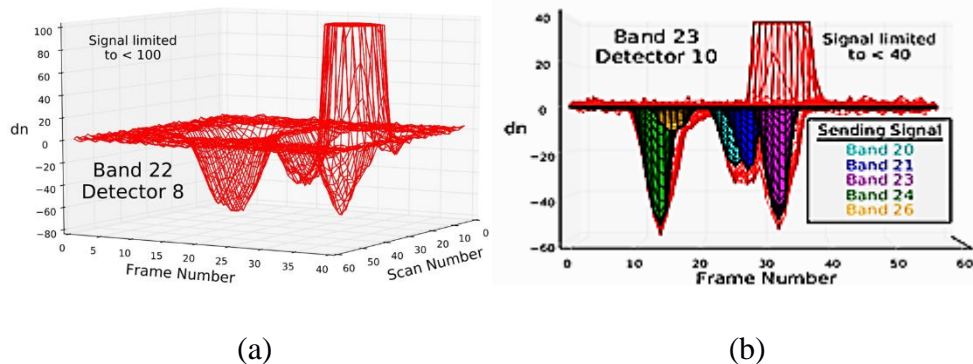 100
80
60
40
20
0
−20
−40
−60
−80
dn
Signal limited
to < 100
Band 22
Detector 8
0
5
10
15
20
25
30
35
40
Frame Number
60
50
40
30
20
10
0
Scan Number
40
20
0
−20
−40
−60
dn
Band 23
Detector 10
Signal limited
to < 40
Sending Signal
Band 20
Band 21
Band 23
Band 24
Band 26
0 10 20 30 40 50 60
Frame Number
(a) (b)